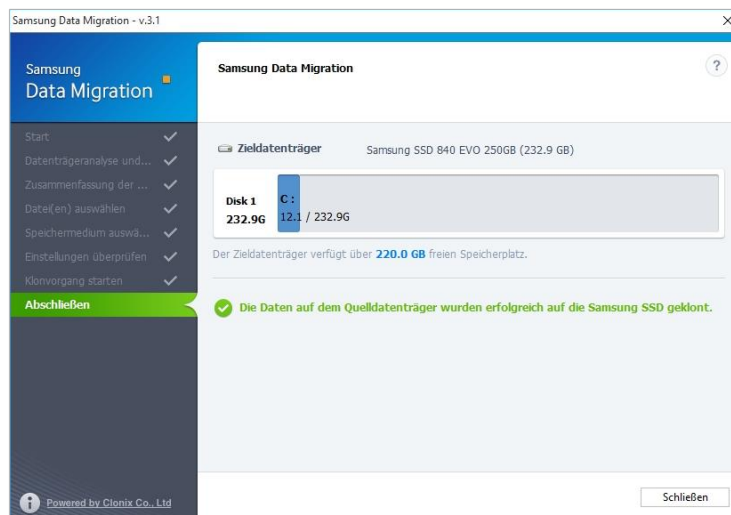 Samsung Data Migration - v.3.1
Samsung
Data Migration
Samsung Data Migration
?
Start
Datenträgeranalyse und...
Zusammenfassung der ...
Datei(en) auswählen
Speichermedium auswä...
Einstellungen überprüfen
Klonvorgang starten
Abschließen
Zieldatenträger
Samsung SSD 840 EVO 250GB (232.9 GB)
Disk 1
232.9G
C :
12.1 / 232.9G
Der Zieldatenträger verfügt über 220.0 GB freien Speicherplatz.
Die Daten auf dem Quelldatenträger wurden erfolgreich auf die Samsung SSD geklont.
Powered by Clonix Co., Ltd
Schließen